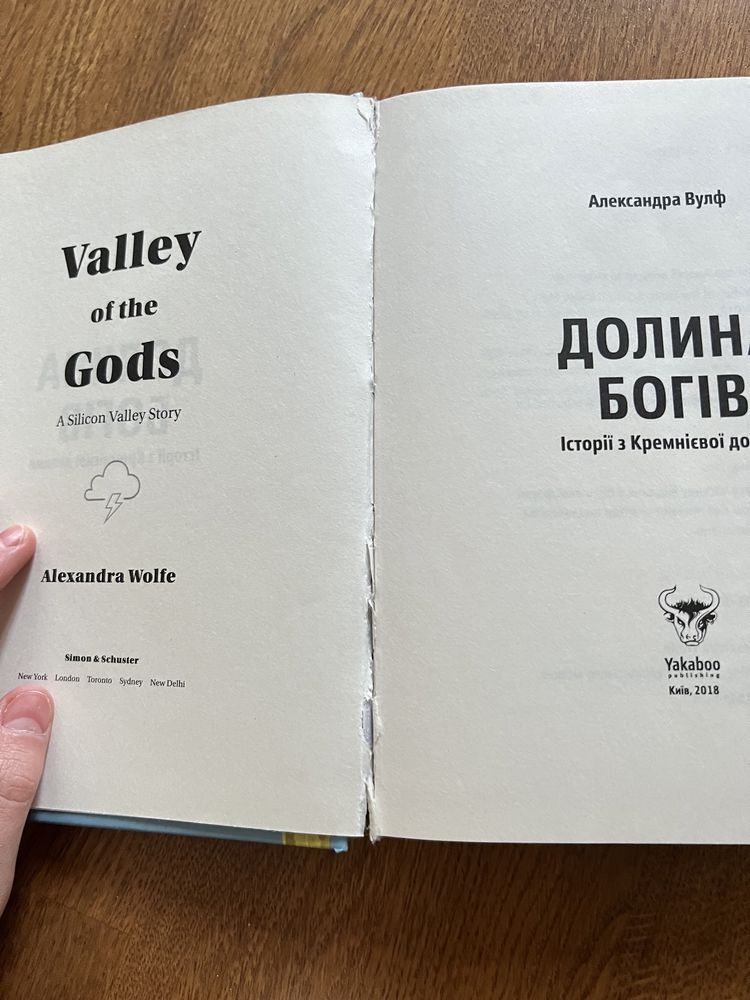 Valley
of the
Gods
A Silicon Valley Story
Alexandra Wolfe
Simon & Schuster
New York London Toronto Sydney New Delhi
Александра Вулф
ДОЛИНА
БОГІВ
Історії з Кремнієвої до
Yakaboo
publishing
Київ, 2018